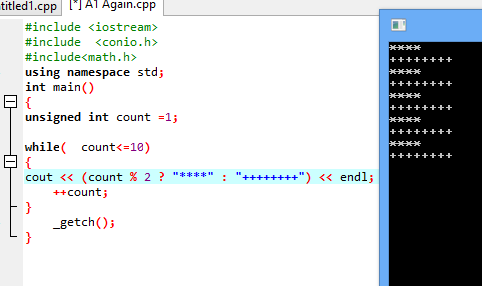 ntitled1.cpp [*] A1 Again.cpp
#include <iostream>
#include  <conio.h>
#include<math.h>
using namespace std;
int main()
{
unsigned int count =1;
while(  count<=10)
{
cout << (count % 2 ? "****" : "++++++++") << endl;
++count;
}
_getch();
}
****
++++++++
****
++++++++
****
++++++++
****
++++++++
****
++++++++